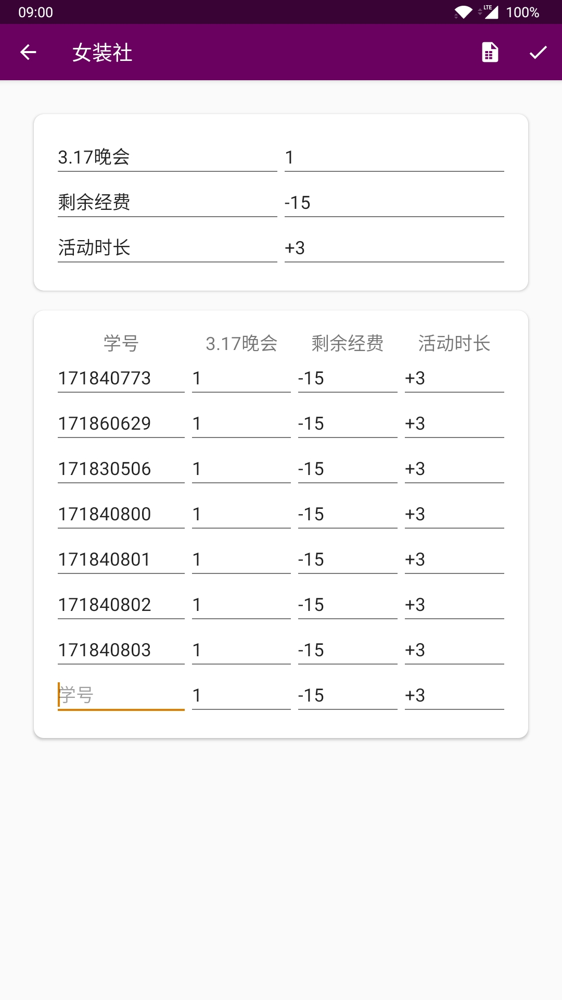 09:00 LTE 100%
女装社
3.17晚会 1
剩余经费 -15
活动时长 +3
学号 3.17晚会 剩余经费 活动时长
171840773 1 -15 +3
171860629 1 -15 +3
171830506 1 -15 +3
171840800 1 -15 +3
171840801 1 -15 +3
171840802 1 -15 +3
171840803 1 -15 +3
学号 1 -15 +3